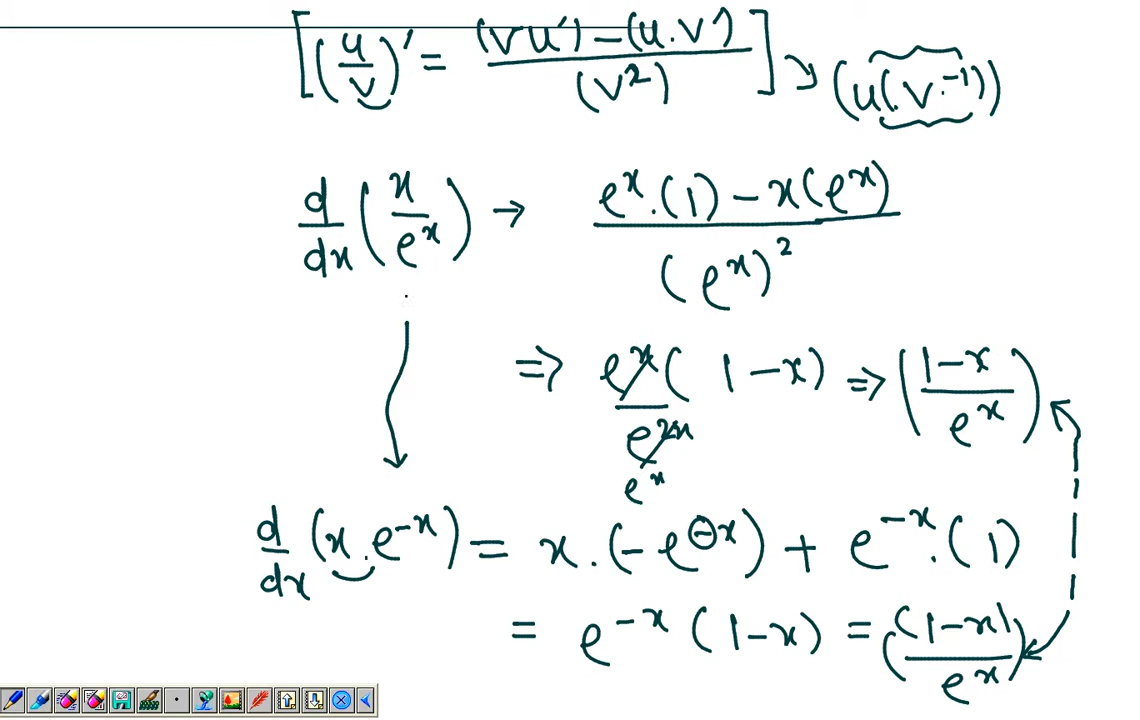 [(u/v)' = ((vu') - (u.v'))/(v²)] → (u(.v⁻¹))
d/dx (x/eˣ) → (eˣ.(1) - x(eˣ))/(eˣ)²
⇒ eˣ(1-x)/e²ˣ ⇒ ((1-x)/eˣ)
eˣ
d/dx (x.e⁻ˣ) = x.(-e⁻ˣ) + e⁻ˣ.(1)
= e⁻ˣ(1-x) = ((1-x)/eˣ)